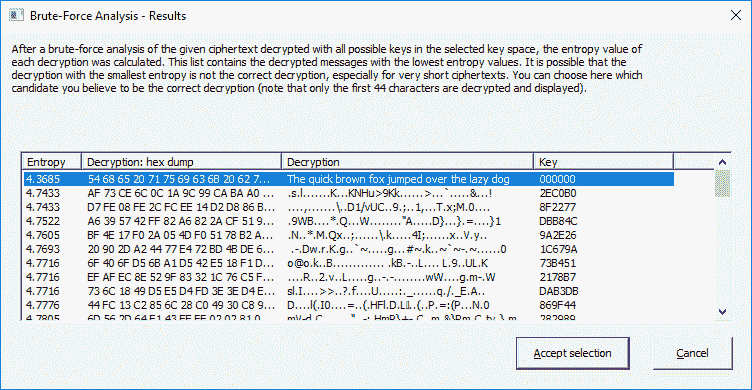 Brute-Force Analysis - Results
After a brute-force analysis of the given ciphertext decrypted with all possible keys in the selected key space, the entropy value of
each decryption was calculated. This list contains the decrypted messages with the lowest entropy values. It is possible that the
decryption with the smallest entropy is not the correct decryption, especially for very short ciphertexts. You can choose here which
candidate you believe to be the correct decryption (note that only the first 44 characters are decrypted and displayed).
Entropy Decryption: hex dump Decryption Key
4.3685 54 68 65 20 71 75 69 63 6B 20 62 7... The quick brown fox jumped over the lazy dog 000000
4.7433 AF 73 CE 6C 0C 1A 9C 99 CA BA A0 ... .s.l.......K...KNHu>9Kk......>...`.....&...! 2EC0B0
4.7433 D7 FE 08 FE 2C FC EE 14 D2 D8 86 B... ....,.......\..D1/vUC..9.;..1,...T.x;M.0.... 8F2277
4.7522 A6 39 57 42 FF 82 A6 82 2A CF 51 9... .9WB....*.Q...W........"A.....D}...}.=....}1 DBB84C
4.7605 BF 4E 17 F0 2A 05 4D F0 51 78 B2 A... .N..*.M.Qx..;......\.k.....4I;......x..V.y.. 9A2E26
4.7693 20 90 2D A2 44 77 E4 72 BD 4B DE 6... .-.Dw.r.K.g..`~.....g...#~.k..~`~-.~.....0 1C679A
4.7716 6F 40 6F D5 6B A1 D5 42 E5 18 F1 D... o@o.k..B............ .kB.-..L.... L.9..UL.K 73B451
4.7716 EF AF EC 8E 52 9F 83 32 1C 76 C5 F... ....R..2.v..L.....g..-.-.......wW....g.m-.W 2178B7
4.7716 73 6C 18 49 D5 E5 D4 FD 3E 3E D4 E... sl.I....>>..?.f....U.....:._......q./._E.A.. DAB3DB
4.7776 44 FC 13 C2 85 6C 28 C0 49 30 C8 9... D....l(.I0....=..(.HFl.D.L..(..P.=:(P...N.0 869F44
4.7805 6D 56 2D 64 F1 43 FF
Accept selection Cancel